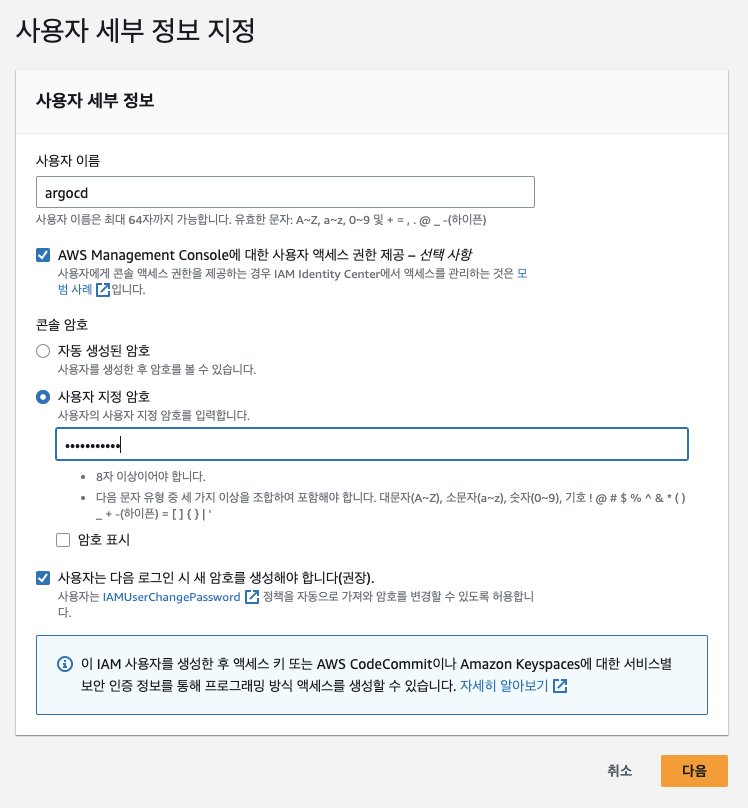 사용자 세부 정보 지정
사용자 세부 정보
사용자 이름
argocd
사용자 이름은 최대 64자까지 가능합니다. 유효한 문자: A~Z, a~z, 0~9 및 + = , . @ _ -(하이픈)
AWS Management Console에 대한 사용자 액세스 권한 제공 – 선택 사항
사용자에게 콘솔 액세스 권한을 제공하는 경우 IAM Identity Center에서 액세스를 관리하는 것은 모
범 사례 입니다.
콘솔 암호
자동 생성된 암호
사용자를 생성한 후 암호를 볼 수 있습니다.
사용자 지정 암호
사용자의 사용자 지정 암호를 입력합니다.
•••••••••••
• 8자 이상이어야 합니다.
• 다음 문자 유형 중 세 가지 이상을 조합하여 포함해야 합니다. 대문자(A~Z), 소문자(a~z), 숫자(0~9), 기호 ! @ # $ % ^ & * ( )
_ + -(하이픈) = [ ] { } | '
암호 표시
사용자는 다음 로그인 시 새 암호를 생성해야 합니다(권장).
사용자는 IAMUserChangePassword 정책을 자동으로 가져와 암호를 변경할 수 있도록 허용합니
다.
이 IAM 사용자를 생성한 후 액세스 키 또는 AWS CodeCommit이나 Amazon Keyspaces에 대한 서비스별
보안 인증 정보를 통해 프로그래밍 방식 액세스를 생성할 수 있습니다. 자세히 알아보기
취소
다음